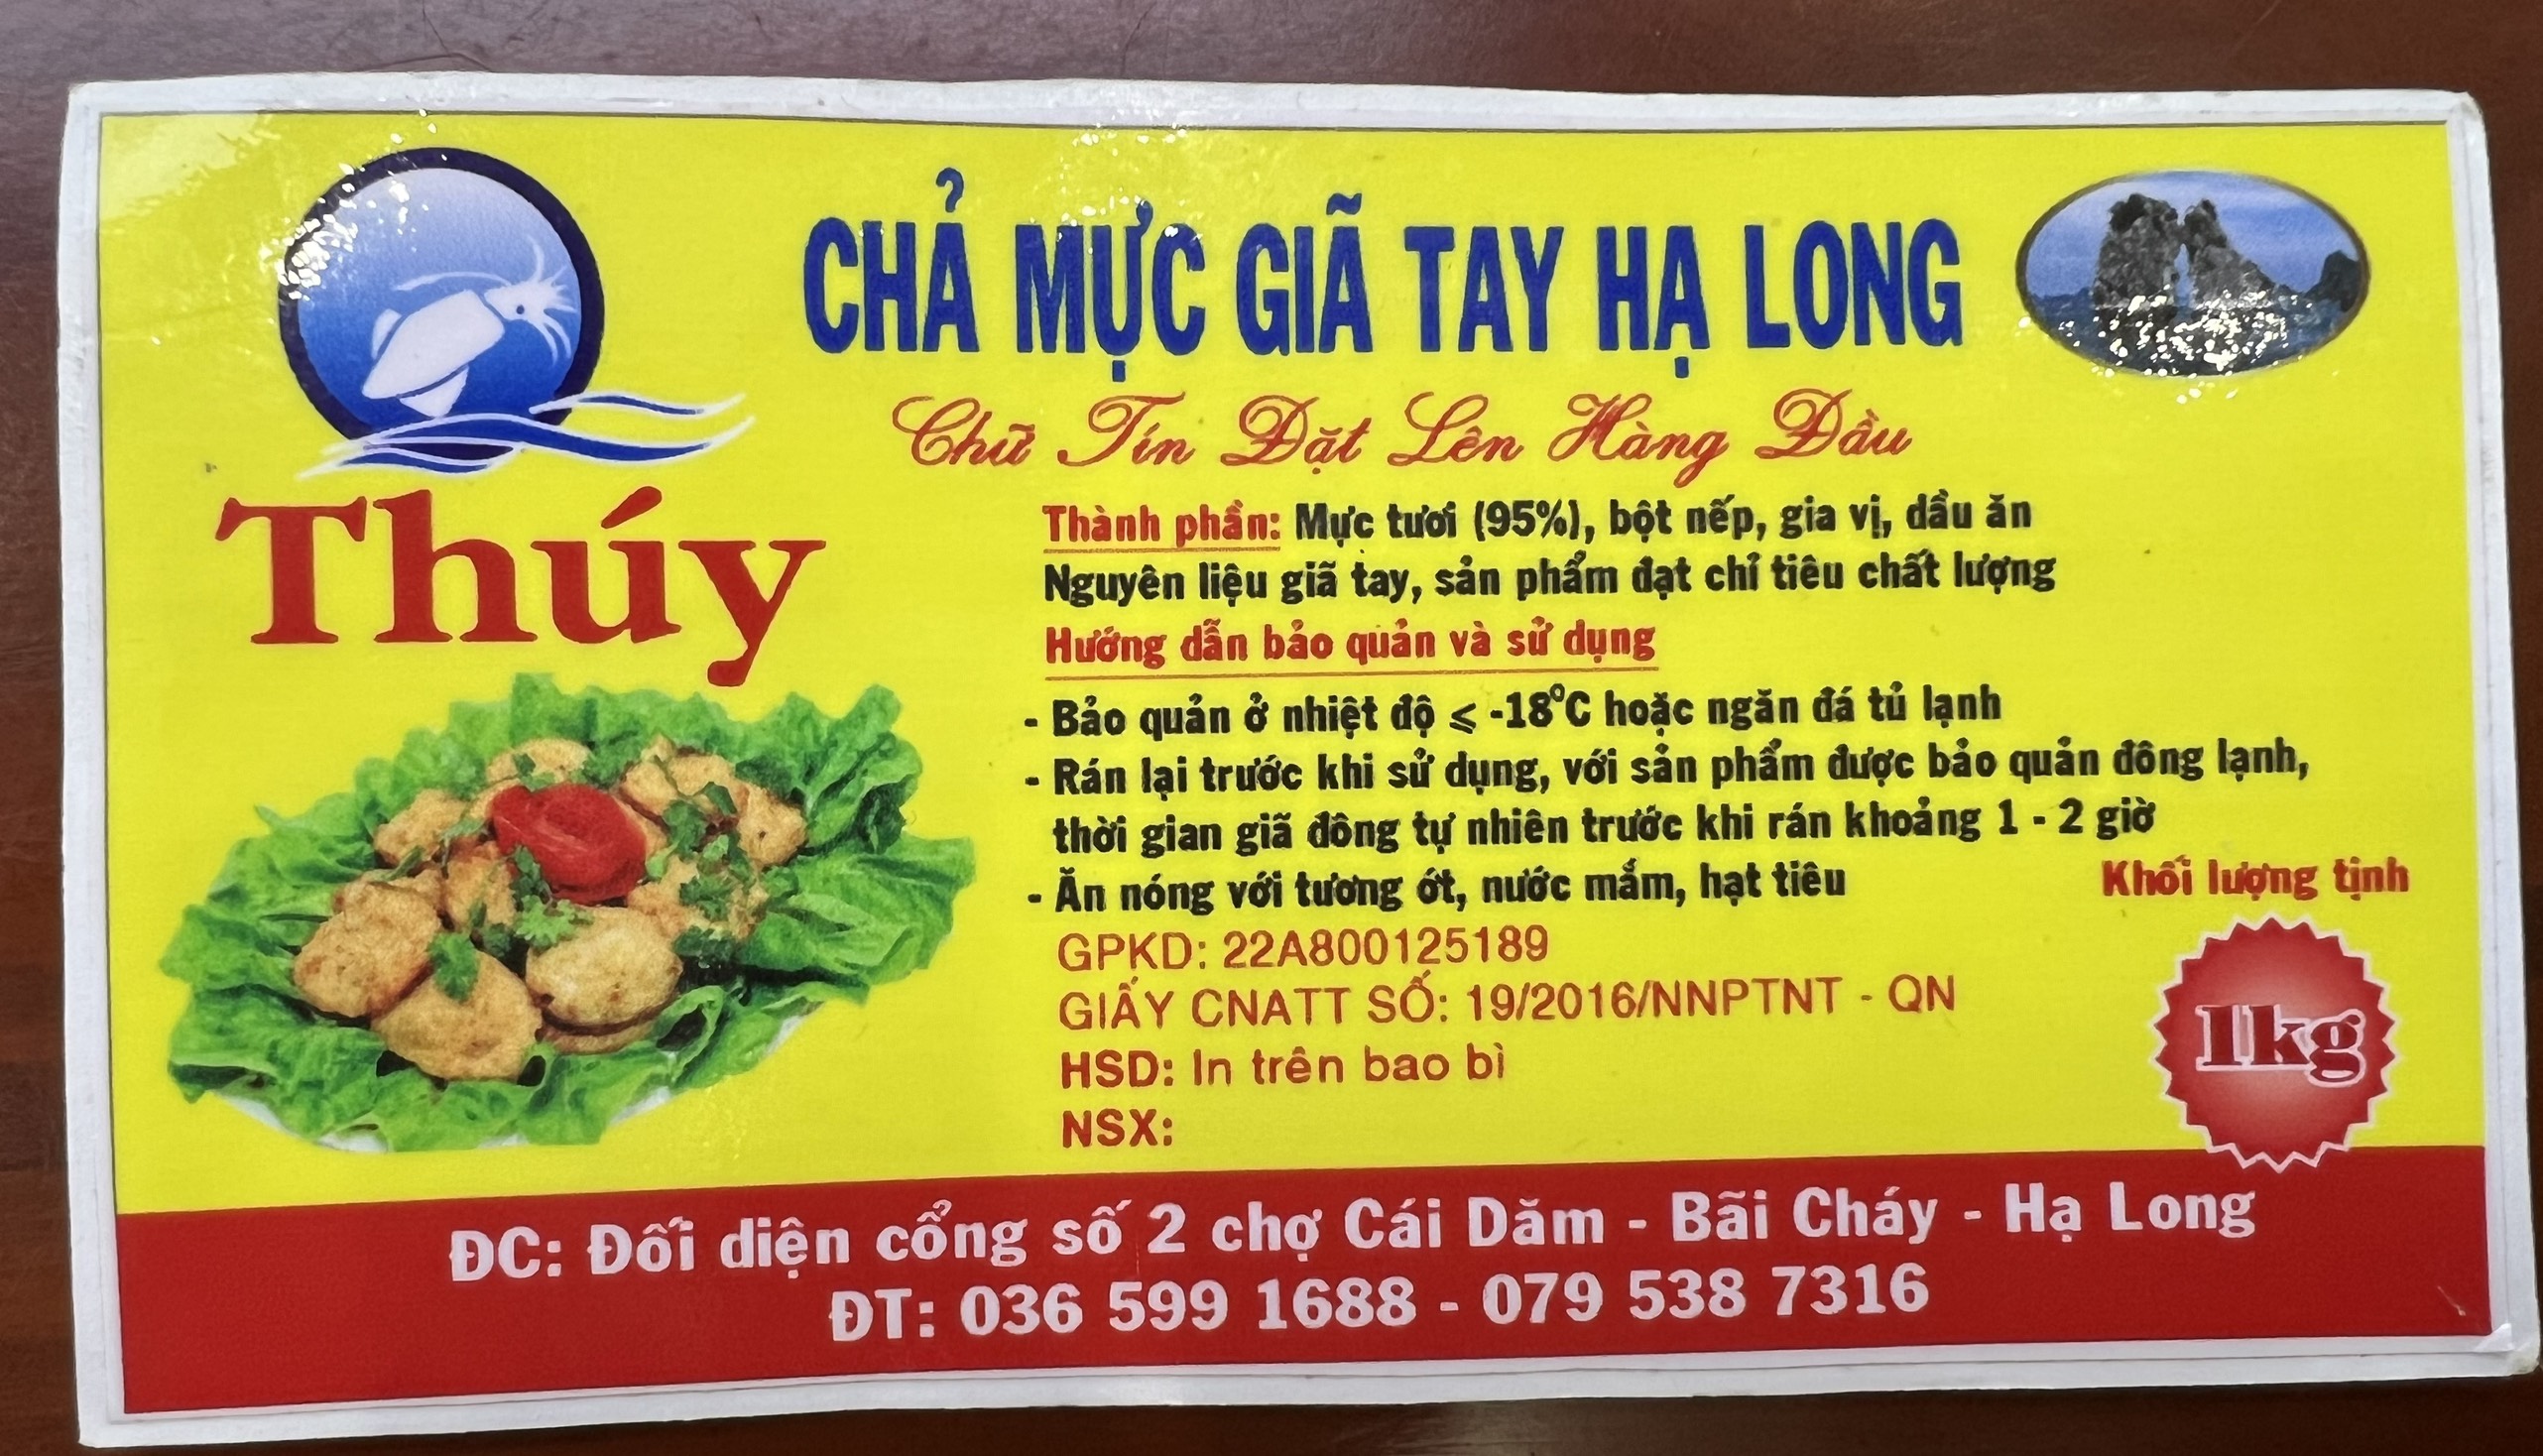 CHẢ MỰC GIÃ TAY HẠ LONG
Chữ Tín Đặt Lên Hàng Đầu
Thúy
Thành phần: Mực tươi (95%), bột nếp, gia vị, dầu ăn
Nguyên liệu giã tay, sản phẩm đạt chỉ tiêu chất lượng
Hướng dẫn bảo quản và sử dụng
- Bảo quản ở nhiệt độ ⩽ -18°C hoặc ngăn đá tủ lạnh
- Rán lại trước khi sử dụng, với sản phẩm được bảo quản đông lạnh,
thời gian giã đông tự nhiên trước khi rán khoảng 1 - 2 giờ
- Ăn nóng với tương ớt, nước mắm, hạt tiêu
Khối lượng tịnh
1kg
GPKD: 22A800125189
GIẤY CNATT SỐ: 19/2016/NNPTNT - QN
HSD: In trên bao bì
NSX:
ĐC: Đối diện cổng số 2 chợ Cái Dăm - Bãi Cháy - Hạ Long
ĐT: 036 599 1688 - 079 538 7316